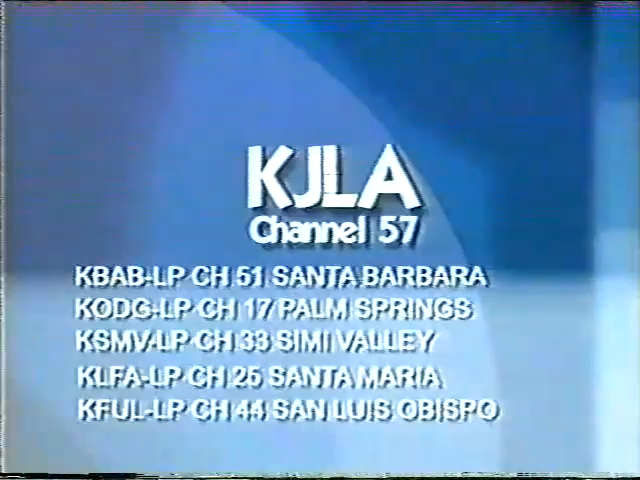 KJLA
Channel 57
KBAB-LP CH 51 SANTA BARBARA
KODG-LP CH 17 PALM SPRINGS
KSMV-LP CH 33 SIMI VALLEY
KLFA-LP CH 25 SANTA MARIA
KFUL-LP CH 44 SAN LUIS OBISPO